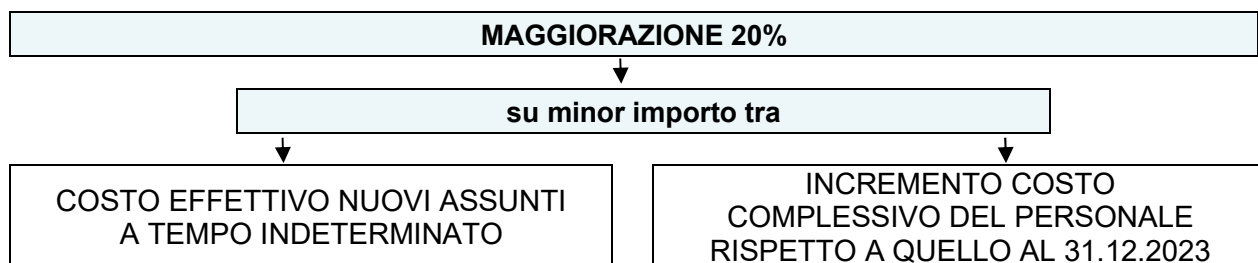 MAGGIORAZIONE 20%
su minor importo tra
COSTO EFFETTIVO NUOVI ASSUNTI
A TEMPO INDETERMINATO
INCREMENTO COSTO
COMPLESSIVO DEL PERSONALE
RISPETTO A QUELLO AL 31.12.2023